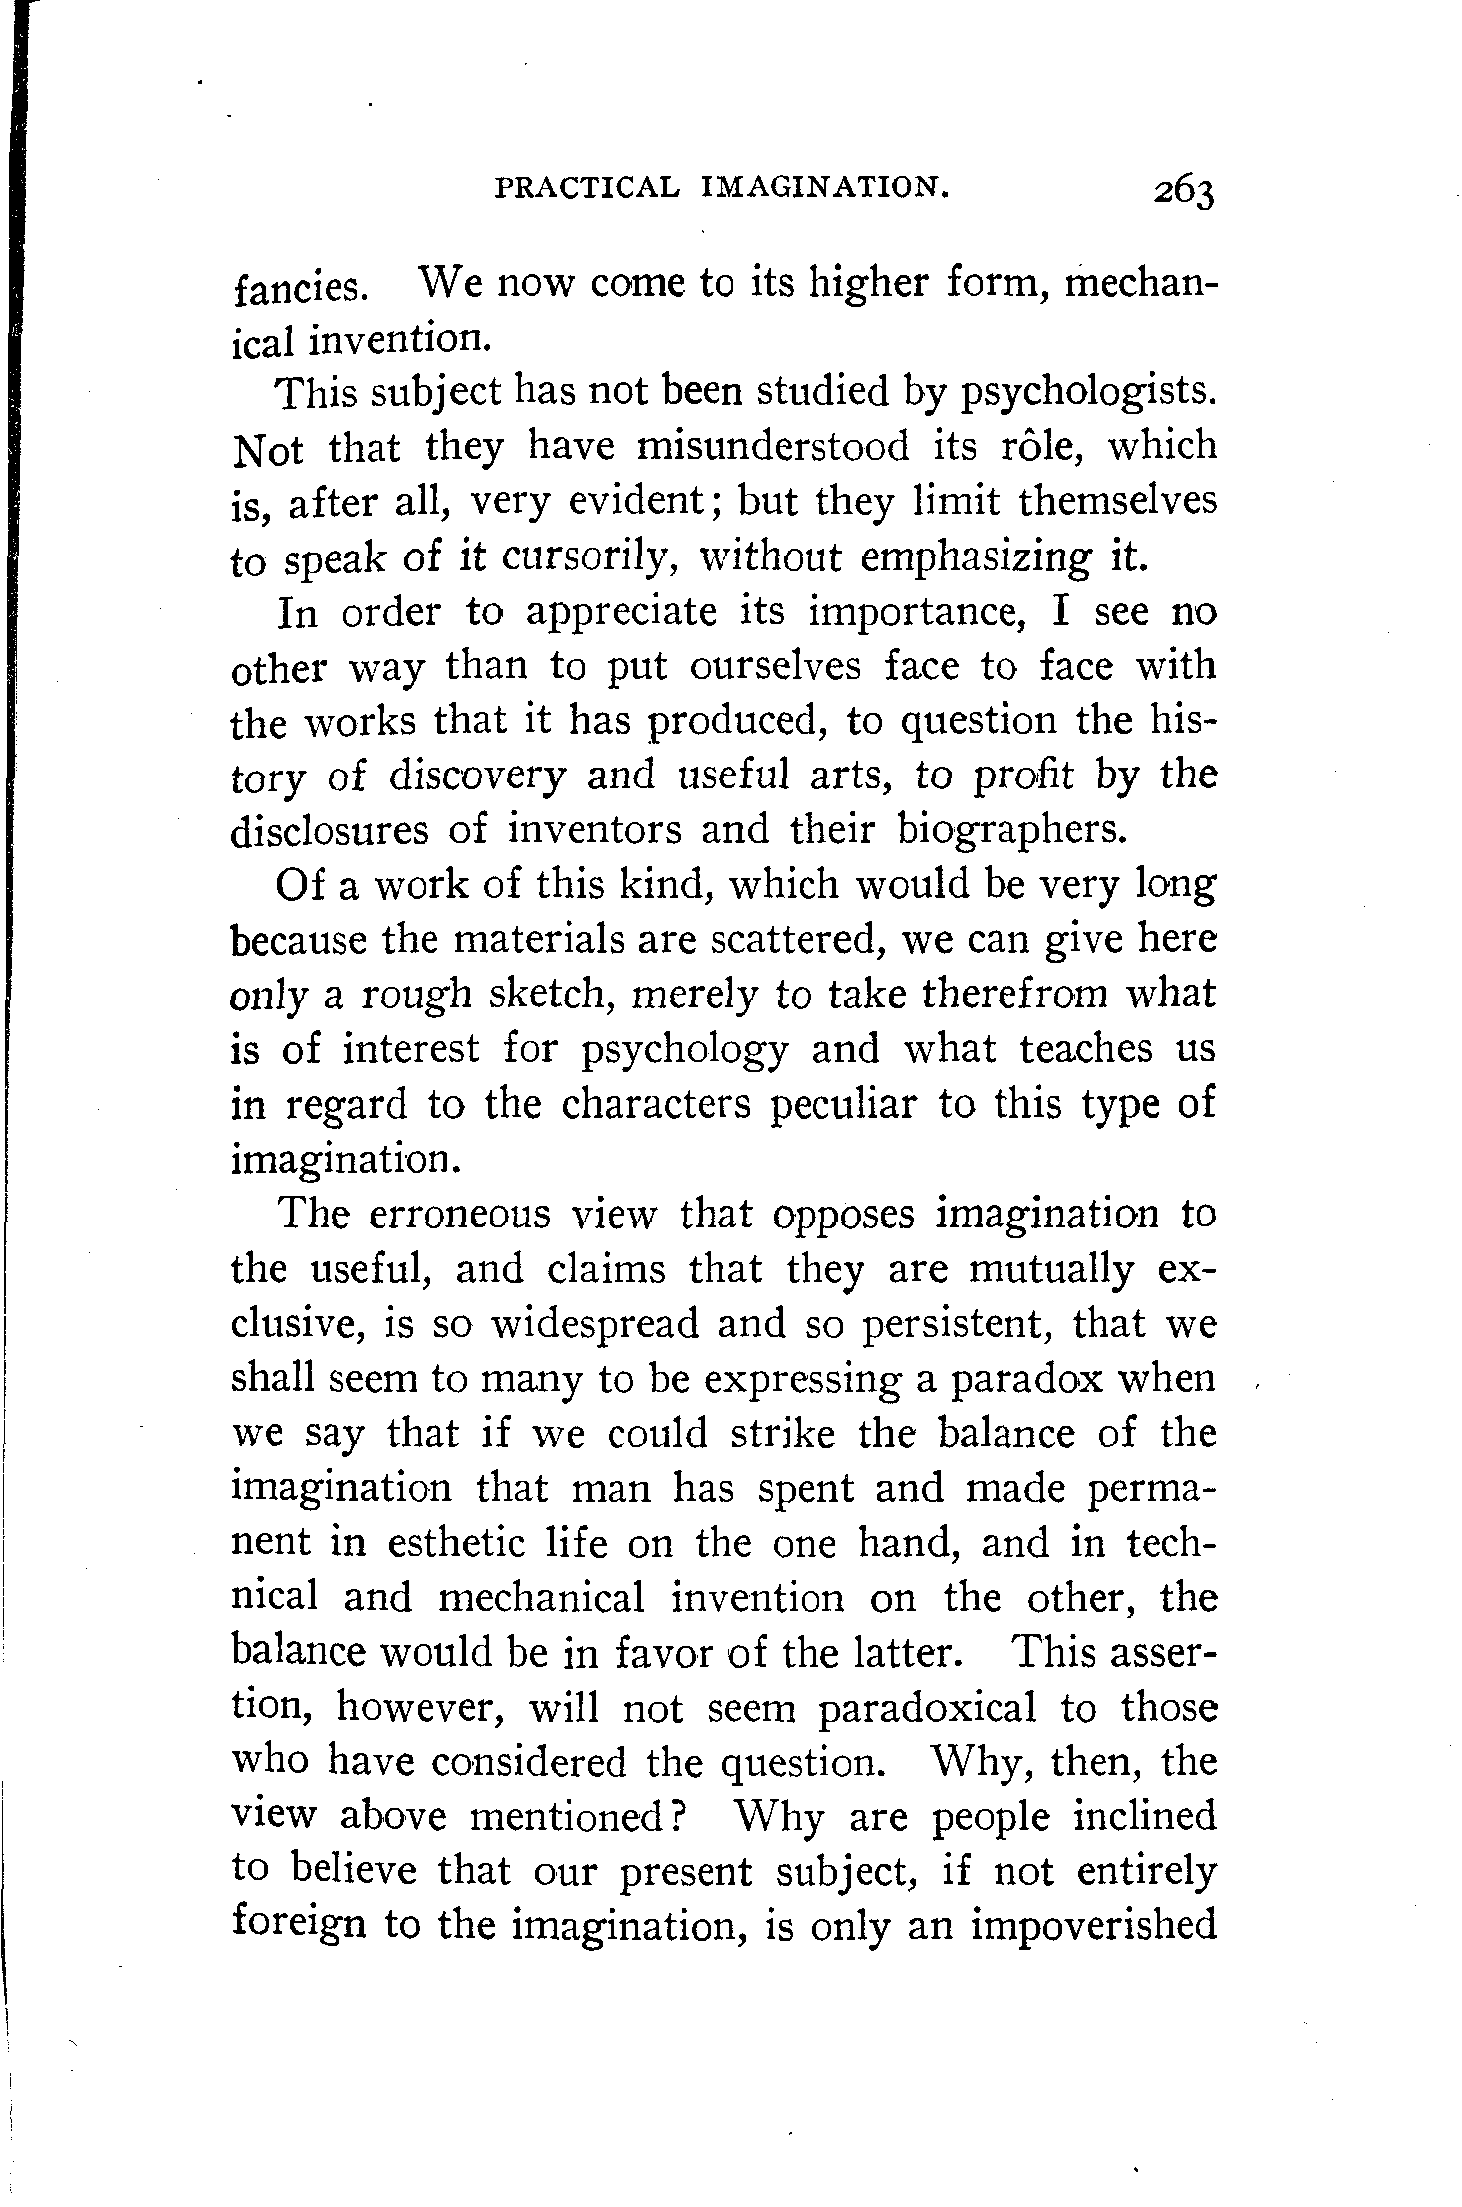 PRACTICAL IMAGINATION. 263
fancies. We now come to its higher form, mechan-
ical invention.
This subject has not been studied by psychologists.
Not that they have misunderstood its rôle, which
is, after all, very evident; but they limit themselves
to speak of it cursorily, without emphasizing it.
In order to appreciate its importance, I see no
other way than to put ourselves face to face with
the works that it has produced, to question the his-
tory of discovery and useful arts, to profit by the
disclosures of inventors and their biographers.
Of a work of this kind, which would be very long
because the materials are scattered, we can give here
only a rough sketch, merely to take therefrom what
is of interest for psychology and what teaches us
in regard to the characters peculiar to this type of
imagination.
The erroneous view that opposes imagination to
the useful, and claims that they are mutually ex-
clusive, is so widespread and so persistent, that we
shall seem to many to be expressing a paradox when
we say that if we could strike the balance of the
imagination that man has spent and made perma-
nent in esthetic life on the one hand, and in tech-
nical and mechanical invention on the other, the
balance would be in favor of the latter. This asser-
tion, however, will not seem paradoxical to those
who have considered the question. Why, then, the
view above mentioned? Why are people inclined
to believe that our present subject, if not entirely
foreign to the imagination, is only an impoverished